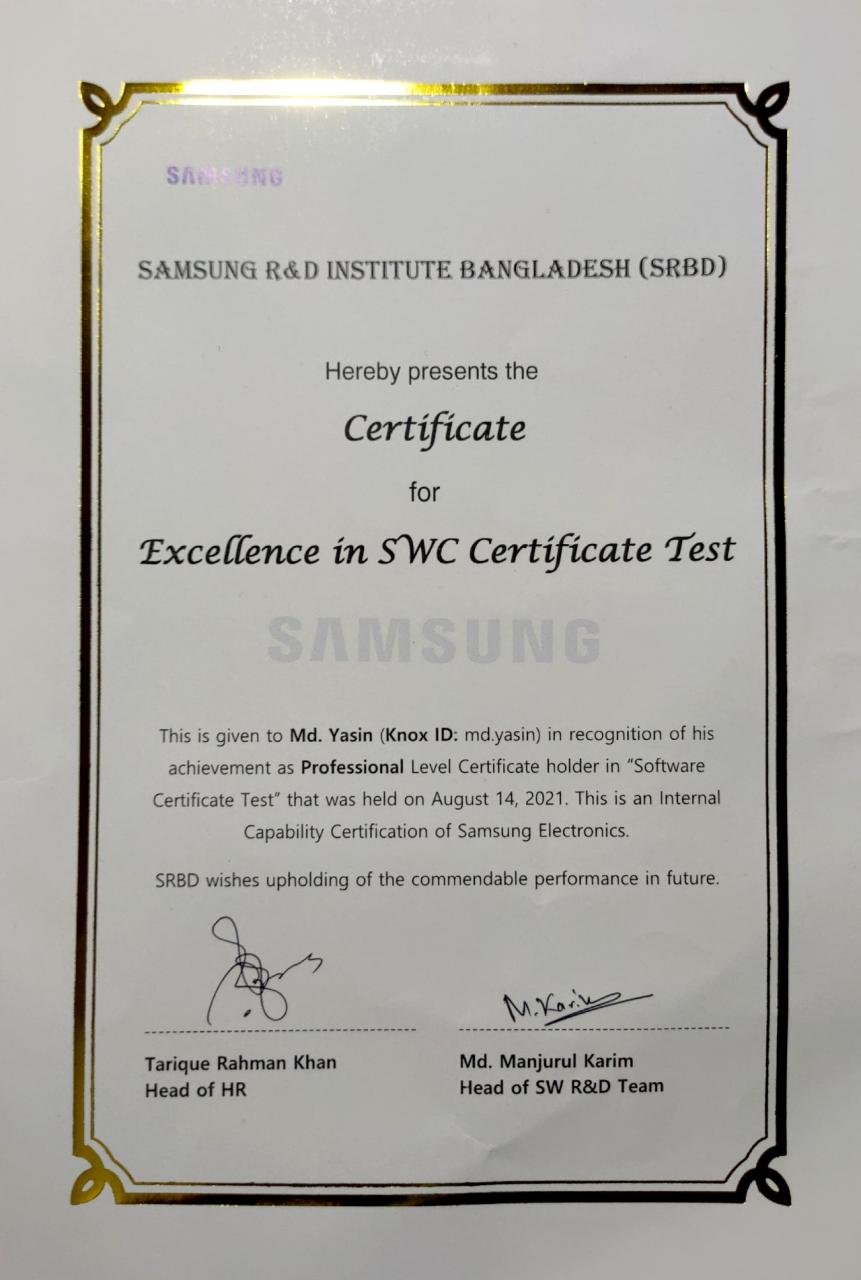 SAMSUNG
SAMSUNG R&D INSTITUTE BANGLADESH (SRBD)
Hereby presents the
Certificate
for
Excellence in SWC Certificate Test
SAMSUNG
This is given to Md. Yasin (Knox ID: md.yasin) in recognition of his
achievement as Professional Level Certificate holder in “Software
Certificate Test” that was held on August 14, 2021. This is an Internal
Capability Certification of Samsung Electronics.
SRBD wishes upholding of the commendable performance in future.
M.Karim
Tarique Rahman Khan
Head of HR
Md. Manjurul Karim
Head of SW R&D Team